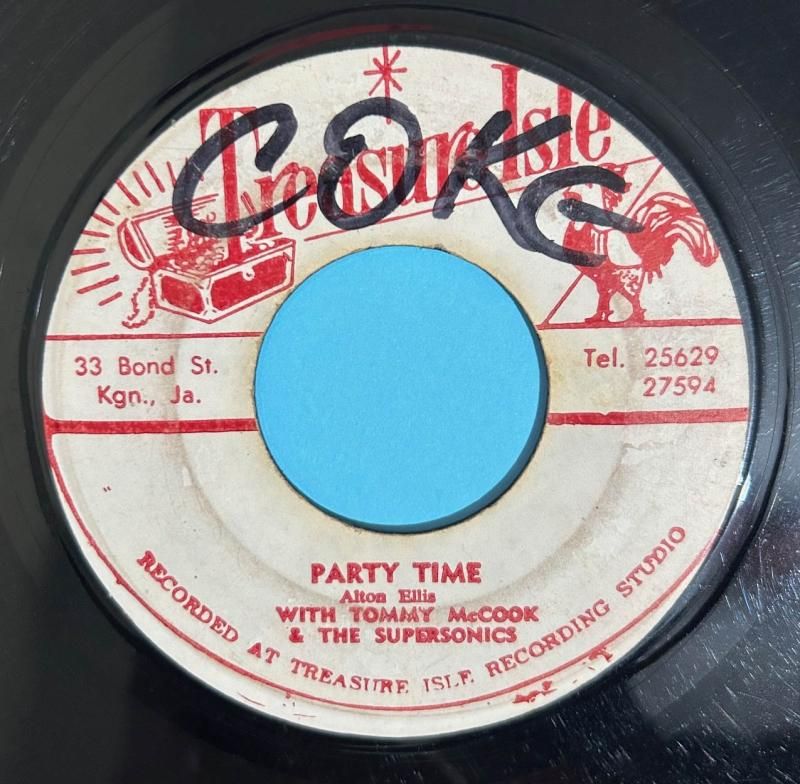 Treasure Isle
COKE
33 Bond St.
Kgn., Ja.
Tel. 25629
27594
PARTY TIME
Alton Ellis
WITH TOMMY McCOOK
& THE SUPERSONICS
RECORDED AT TREASURE ISLE RECORDING STUDIO